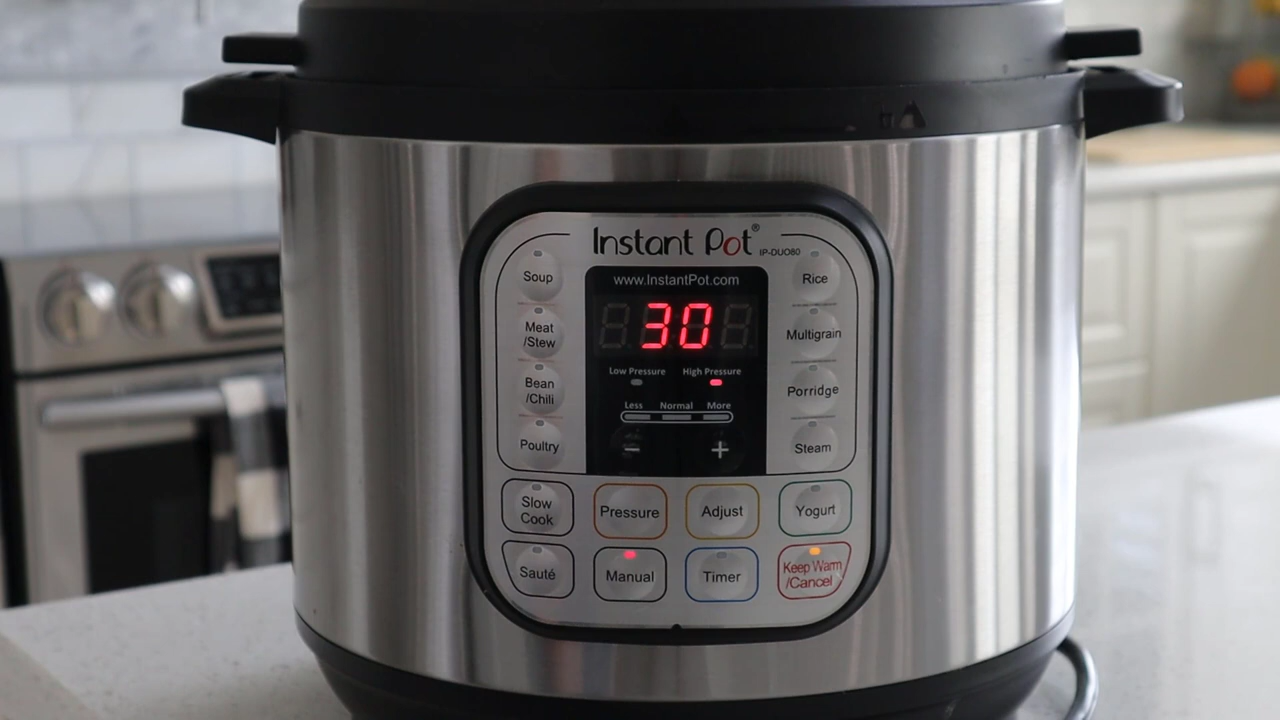 Instant Pot®
IP-DUO80
www.InstantPot.com
30
Low Pressure
High Pressure
Less
Normal
More
−
+
Soup
Meat
/Stew
Bean
/Chili
Poultry
Rice
Multigrain
Porridge
Steam
Slow
Cook
Pressure
Adjust
Yogurt
Sauté
Manual
Timer
Keep Warm
/Cancel